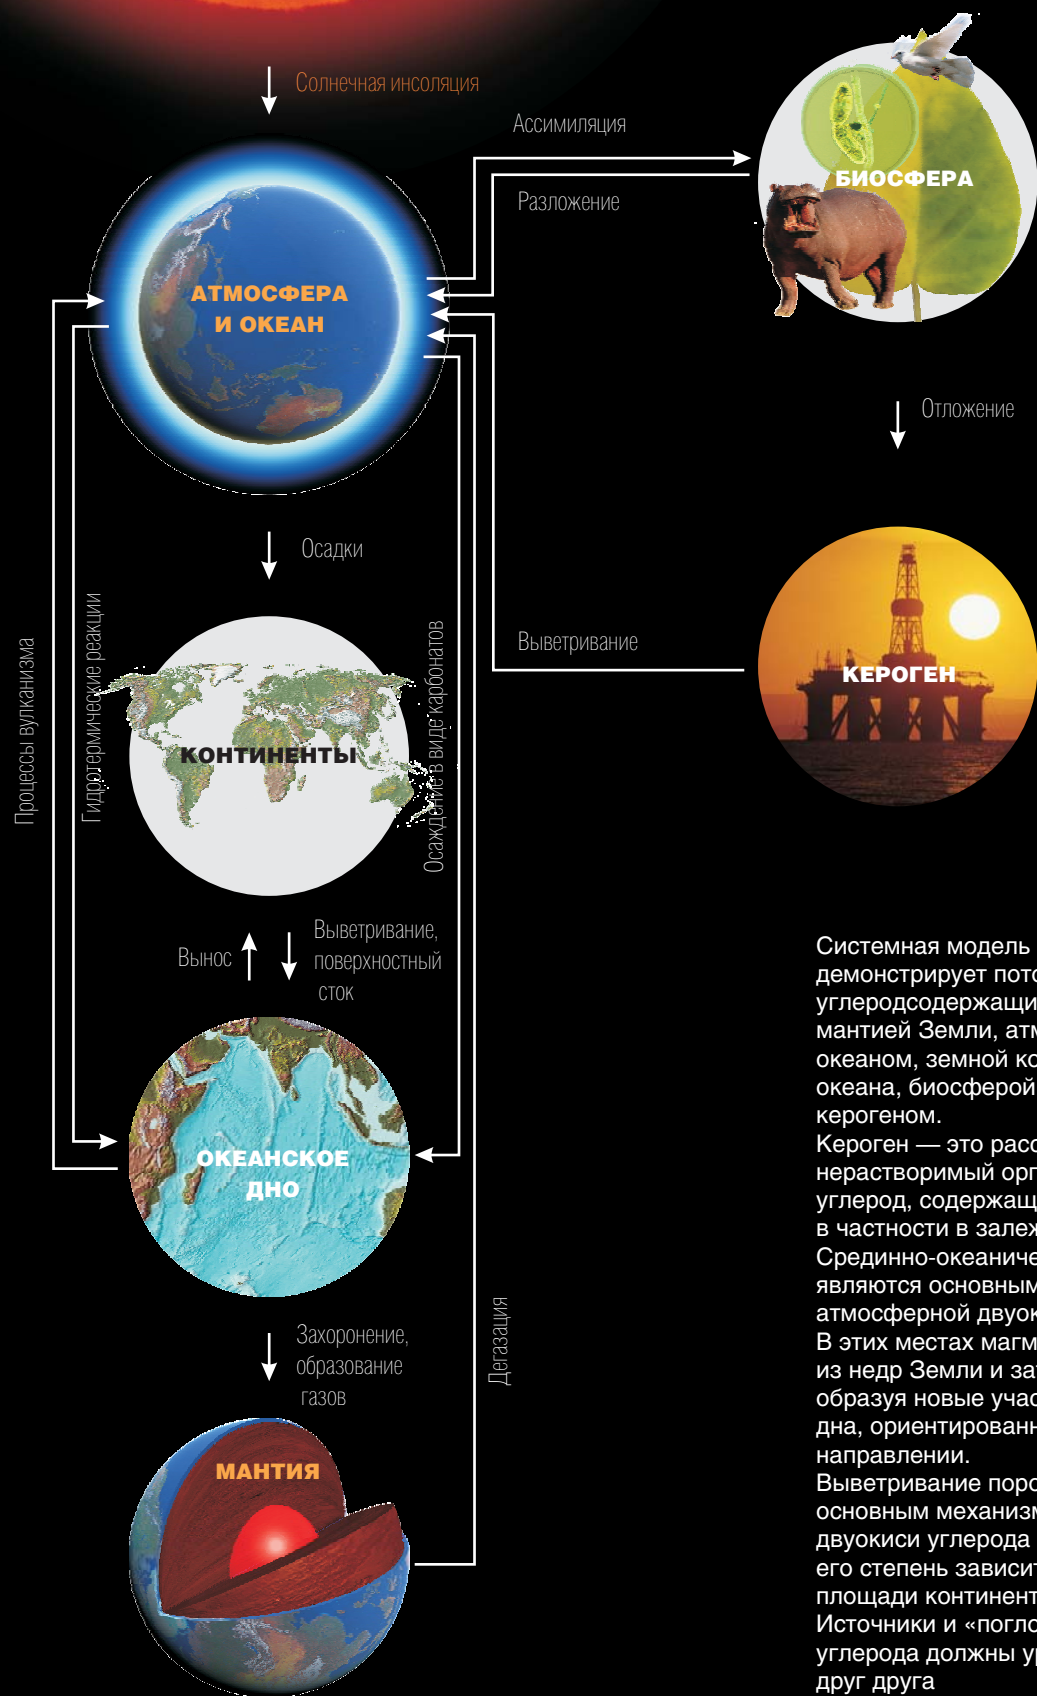 Солнечная инсоляция
Ассимиляция
Разложение
БИОСФЕРА
АТМОСФЕРА
И ОКЕАН
Отложение
Осадки
Выветривание
КЕРОГЕН
Процессы вулканизма
Гидротермические реакции
Осаждение в виде карбонатов
КОНТИНЕНТЫ
Вынос
Выветривание,
поверхностный
сток
ОКЕАНСКОЕ
ДНО
Захоронение,
образование
газов
Дегазация
МАНТИЯ
Системная модель
демонстрирует пото
углеродсодержащи
мантией Земли, атм
океаном, земной ко
океана, биосферой
керогеном.
Кероген — это расс
нерастворимый орг
углерод, содержащ
в частности в залеж
Срединно-океаниче
являются основным
атмосферной двуок
В этих местах магм
из недр Земли и зат
образуя новые учас
дна, ориентированн
направлении.
Выветривание поро
основным механизм
двуокиси углерода
его степень зависит
площади континент
Источники и «погло
углерода должны ур
друг друга